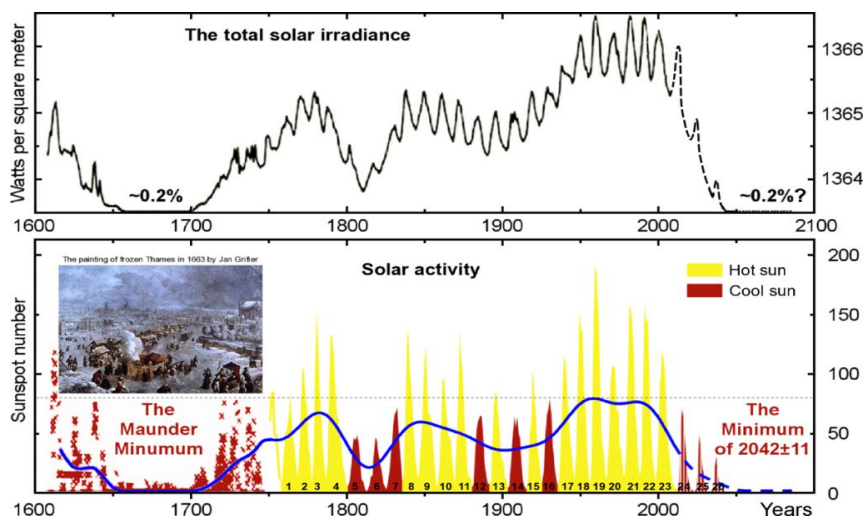 The total solar irradiance
Watts per square meter
1366
1365
1364
~0.2%
~0.2%?
1600 1700 1800 1900 2000 2100
The painting of frozen Thames in 1663 by Jan Grifier
Solar activity
Hot sun
Cool sun
Sunspot number
200
150
100
50
0
The
Maunder
Minumum
The Minimum
of 2042±11
1 2 3 4 5 6 7 8 9 10 11 12 13 14 15 16 17 18 19 20 21 22 23 24 25 26
1600 1700 1800 1900 2000 Years